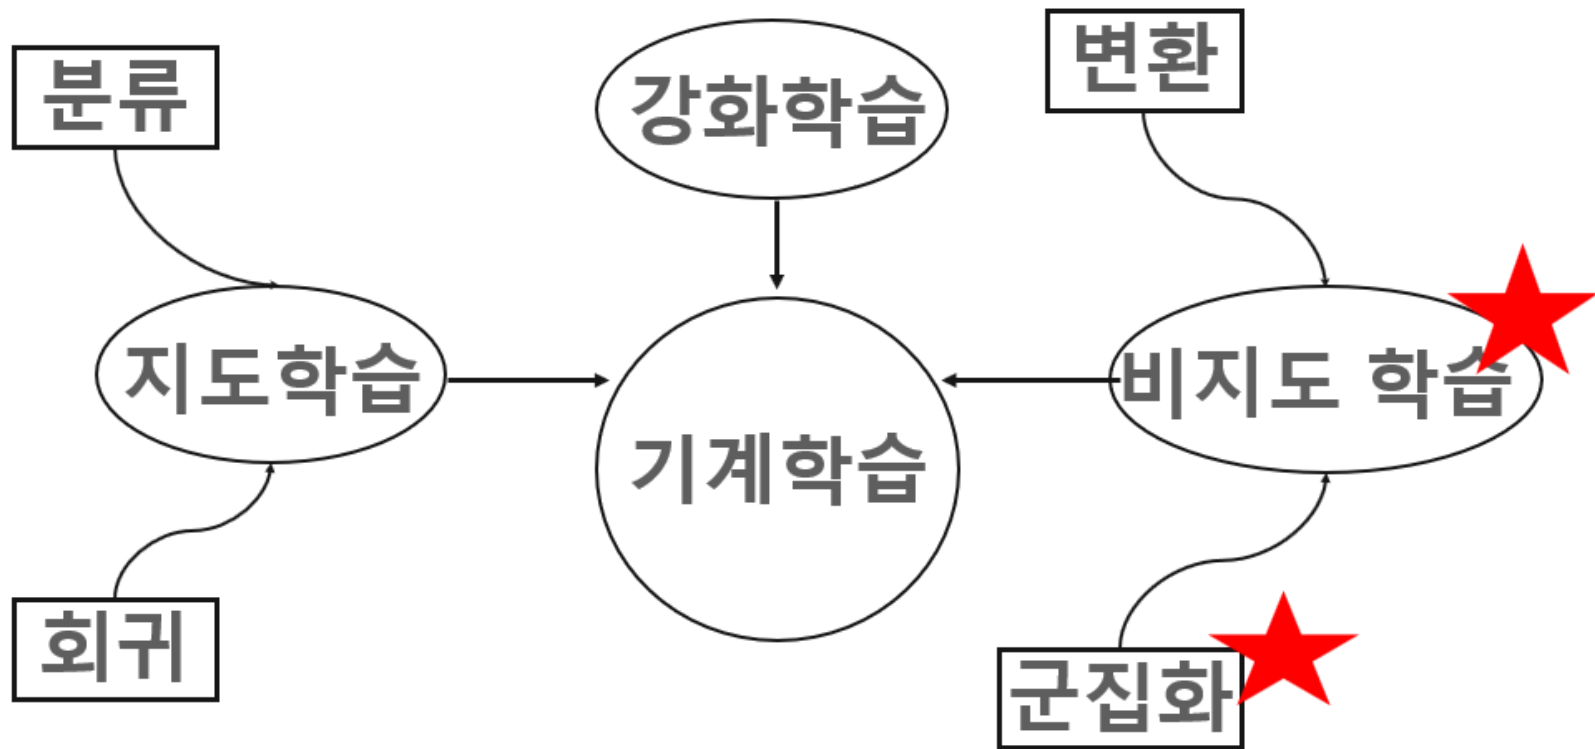 분류
강화학습
변환
지도학습
비지도 학습
기계학습
회귀
군집화